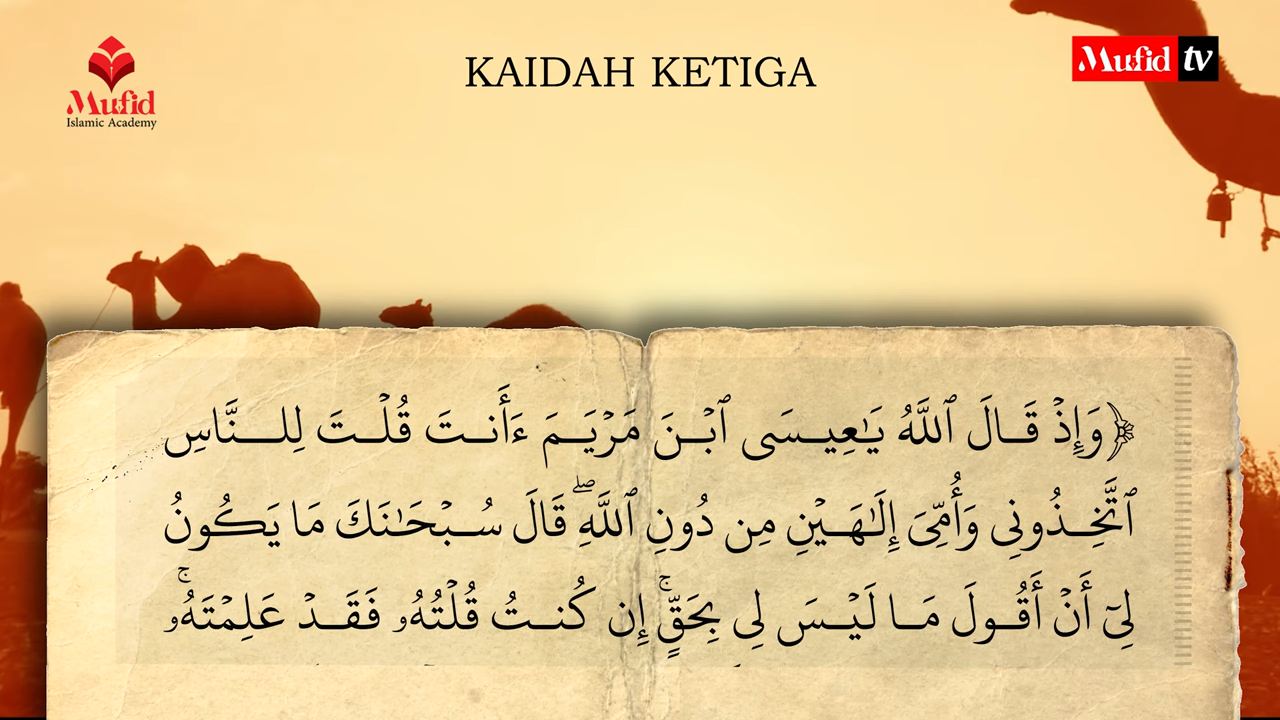 Mufid
Islamic Academy
KAIDAH KETIGA
Mufid tv
﴿وَإِذۡ قَالَ ٱللَّهُ يَٰعِيسَى ٱبۡنَ مَرۡيَمَ ءَأَنتَ قُلۡتَ لِلنَّاسِ
ٱتَّخِذُونِي وَأُمِّيَ إِلَٰهَيۡنِ مِن دُونِ ٱللَّهِۖ قَالَ سُبۡحَٰنَكَ مَا يَكُونُ
لِيٓ أَنۡ أَقُولَ مَا لَيۡسَ لِي بِحَقٍّۚ إِن كُنتُ قُلۡتُهُۥ فَقَدۡ عَلِمۡتَهُۥۚ